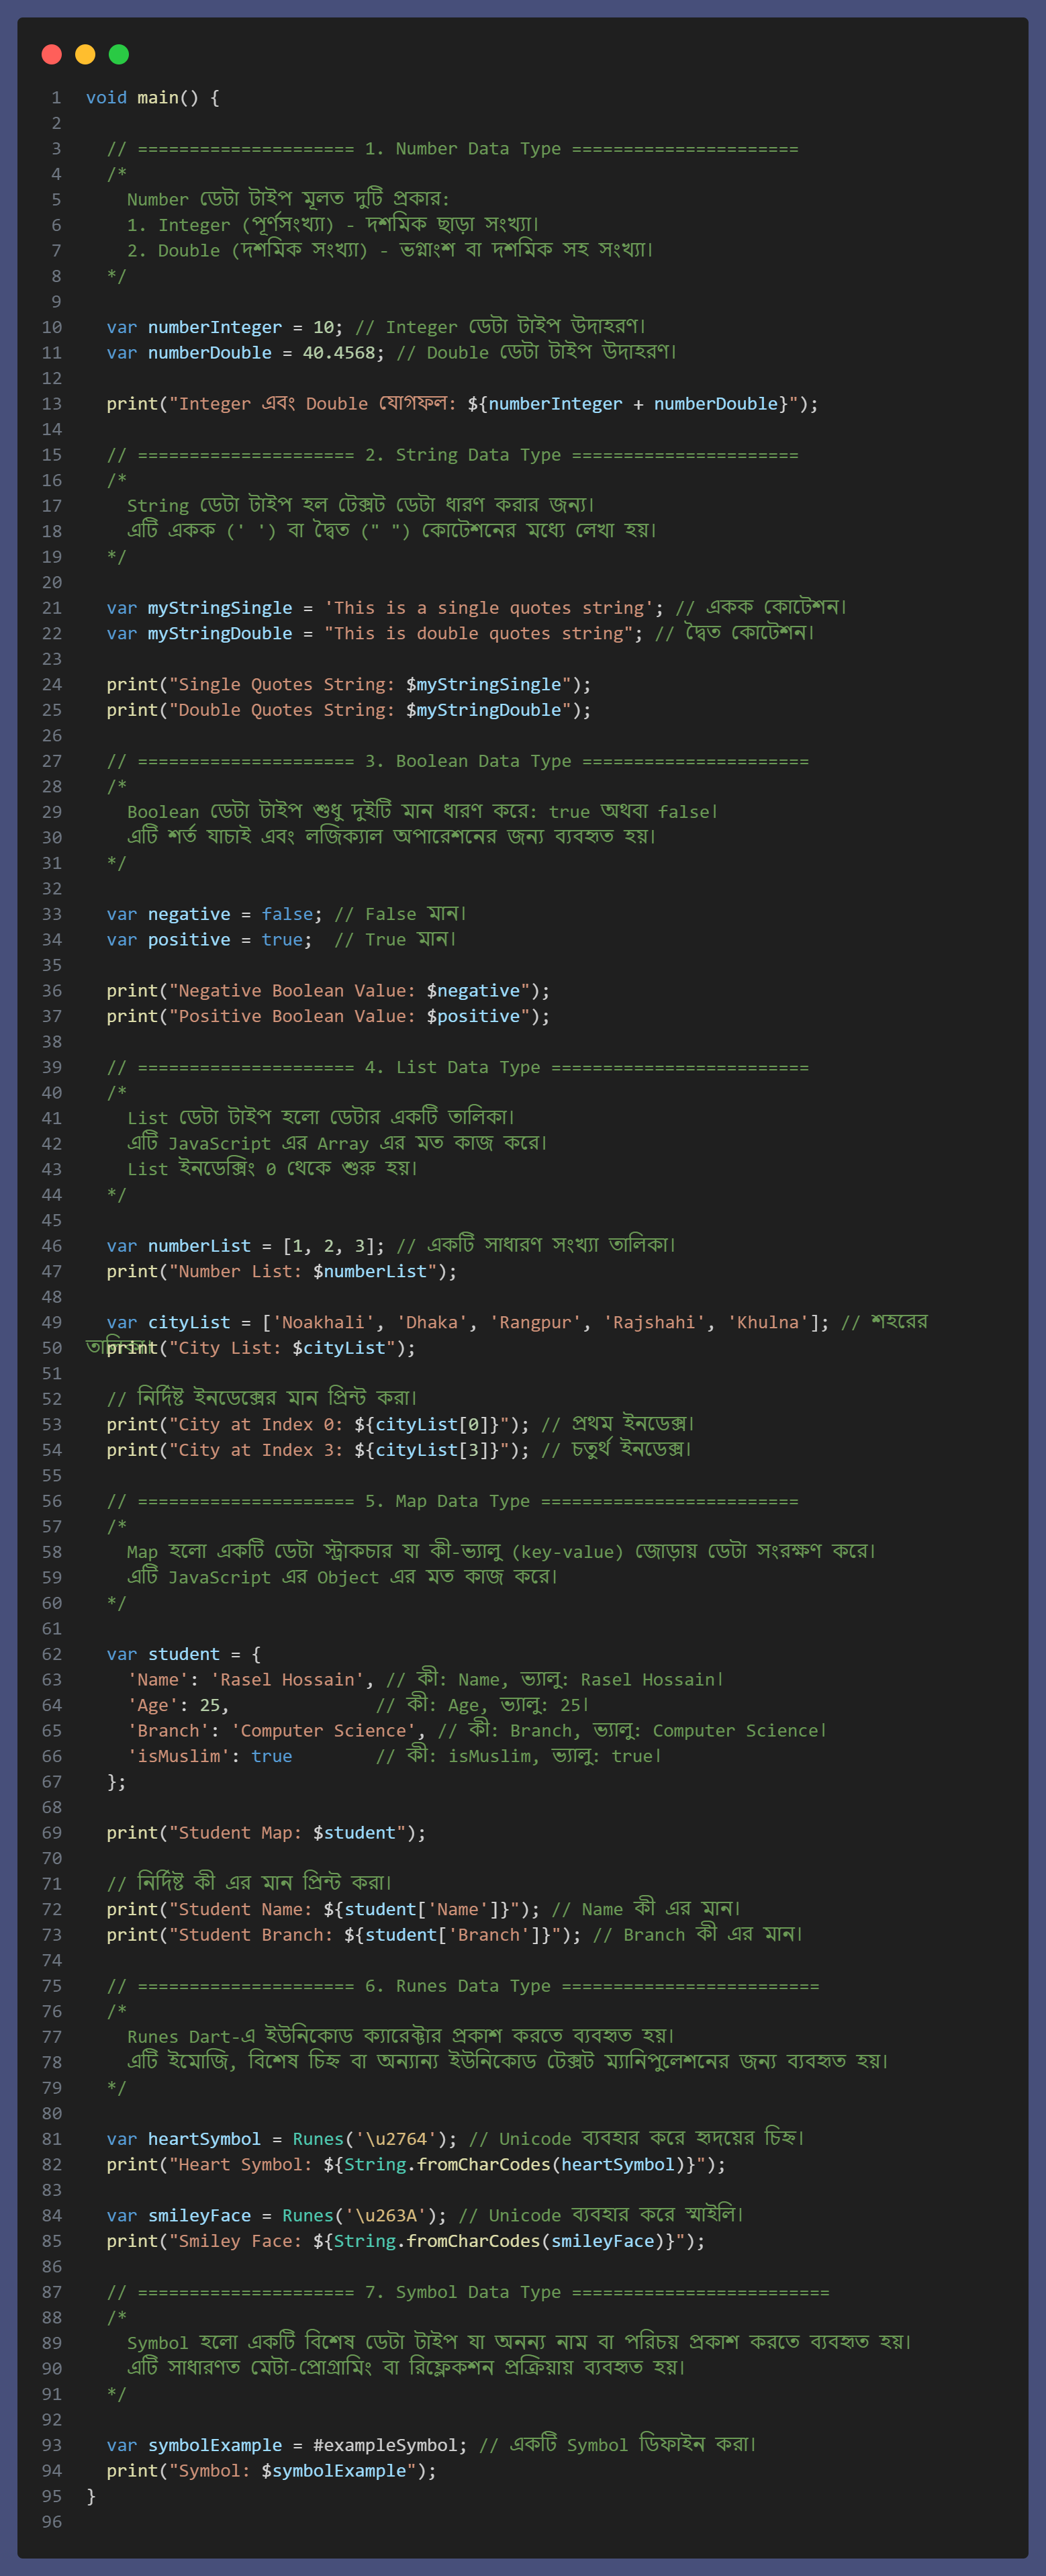 1 void main() {
2
3 // ===================== 1. Number Data Type ======================
4 /*
5 Number ডেটা টাইপ মূলত দুটি প্রকার:
6 1. Integer (পূর্ণসংখ্যা) - দশমিক ছাড়া সংখ্যা।
7 2. Double (দশমিক সংখ্যা) - ভগ্নাংশ বা দশমিক সহ সংখ্যা।
8 */
9
10 var numberInteger = 10; // Integer ডেটা টাইপ উদাহরণ।
11 var numberDouble = 40.4568; // Double ডেটা টাইপ উদাহরণ।
12
13 print("Integer এবং Double যোগফল: ${numberInteger + numberDouble}");
14
15 // ===================== 2. String Data Type ======================
16 /*
17 String ডেটা টাইপ হল টেক্সট ডেটা ধারণ করার জন্য।
18 এটি একক (' ') বা দ্বৈত (" ") কোটেশনের মধ্যে লেখা হয়।
19 */
20
21 var myStringSingle = 'This is a single quotes string'; // একক কোটেশন।
22 var myStringDouble = "This is double quotes string"; // দ্বৈত কোটেশন।
23
24 print("Single Quotes String: $myStringSingle");
25 print("Double Quotes String: $myStringDouble");
26
27 // ===================== 3. Boolean Data Type ======================
28 /*
29 Boolean ডেটা টাইপ শুধু দুইটি মান ধারণ করে: true অথবা false।
30 এটি শর্ত যাচাই এবং লজিক্যাল অপারেশনের জন্য ব্যবহৃত হয়।
31 */
32
33 var negative = false; // False মান।
34 var positive = true;  // True মান।
35
36 print("Negative Boolean Value: $negative");
37 print("Positive Boolean Value: $positive");
38
39 // ===================== 4. List Data Type =========================
40 /*
41 List ডেটা টাইপ হলো ডেটার একটি তালিকা।
42 এটি JavaScript এর Array এর মত কাজ করে।
43 List ইনডেক্সিং 0 থেকে শুরু হয়।
44 */
45
46 var numberList = [1, 2, 3]; // একটি সাধারণ সংখ্যা তালিকা।
47 print("Number List: $numberList");
48
49 var cityList = ['Noakhali', 'Dhaka', 'Rangpur', 'Rajshahi', 'Khulna']; // শহরের
তালিকা।
50 print("City List: $cityList");
51
52 // নির্দিষ্ট ইনডেক্সের মান প্রিন্ট করা।
53 print("City at Index 0: ${cityList[0]}"); // প্রথম ইনডেক্স।
54 print("City at Index 3: ${cityList[3]}"); // চতুর্থ ইনডেক্স।
55
56 // ===================== 5. Map Data Type =========================
57 /*
58 Map হলো একটি ডেটা স্ট্রাকচার যা কী-ভ্যালু (key-value) জোড়ায় ডেটা সংরক্ষণ করে।
59 এটি JavaScript এর Object এর মত কাজ করে।
60 */
61
62 var student = {
63 'Name': 'Rasel Hossain', // কী: Name, ভ্যালু: Rasel Hossain।
64 'Age': 25,              // কী: Age, ভ্যালু: 25।
65 'Branch': 'Computer Science', // কী: Branch, ভ্যালু: Computer Science।
66 'isMuslim': true        // কী: isMuslim, ভ্যালু: true।
67 };
68
69 print("Student Map: $student");
70
71 // নির্দিষ্ট কী এর মান প্রিন্ট করা।
72 print("Student Name: ${student['Name']}"); // Name কী এর মান।
73 print("Student Branch: ${student['Branch']}"); // Branch কী এর মান।
74
75 // ===================== 6. Runes Data Type =========================
76 /*
77 Runes Dart-এ ইউনিকোড ক্যারেক্টার প্রকাশ করতে ব্যবহৃত হয়।
78 এটি ইমোজি, বিশেষ চিহ্ন বা অন্যান্য ইউনিকোড টেক্সট ম্যানিপুলেশনের জন্য ব্যবহৃত হয়।
79 */
80
81 var heartSymbol = Runes('\u2764'); // Unicode ব্যবহার করে হৃদয়ের চিহ্ন।
82 print("Heart Symbol: ${String.fromCharCodes(heartSymbol)}");
83
84 var smileyFace = Runes('\u263A'); // Unicode ব্যবহার করে স্মাইলি।
85 print("Smiley Face: ${String.fromCharCodes(smileyFace)}");
86
87 // ===================== 7. Symbol Data Type =========================
88 /*
89 Symbol হলো একটি বিশেষ ডেটা টাইপ যা অনন্য নাম বা পরিচয় প্রকাশ করতে ব্যবহৃত হয়।
90 এটি সাধারণত মেটা-প্রোগ্রামিং বা রিফ্লেকশন প্রক্রিয়ায় ব্যবহৃত হয়।
91 */
92
93 var symbolExample = #exampleSymbol; // একটি Symbol ডিফাইন করা।
94 print("Symbol: $symbolExample");
95 }
96